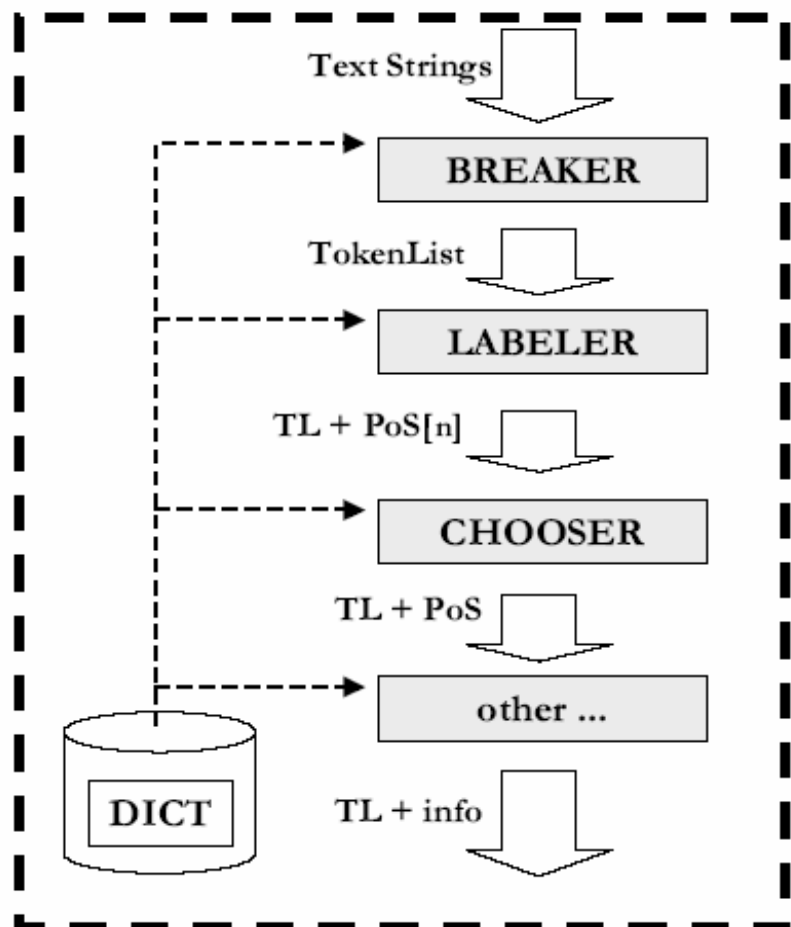 Text Strings
BREAKER
TokenList
LABELER
TL + PoS[n]
CHOOSER
TL + PoS
other ...
DICT
TL + info